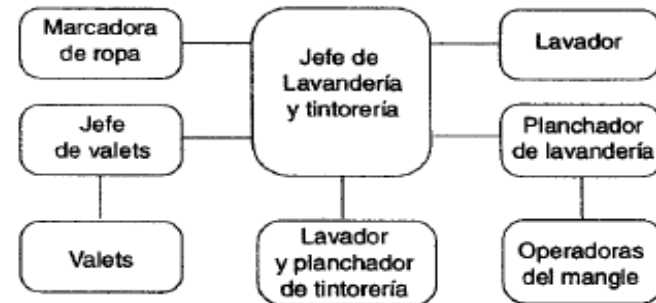 Marcadora
de ropa
Jefe de
Lavandería
y tintorería
Lavador
Jefe
de valets
Planchador
de lavandería
Valets
Lavador
y planchador
de tintorería
Operadoras
del mangle